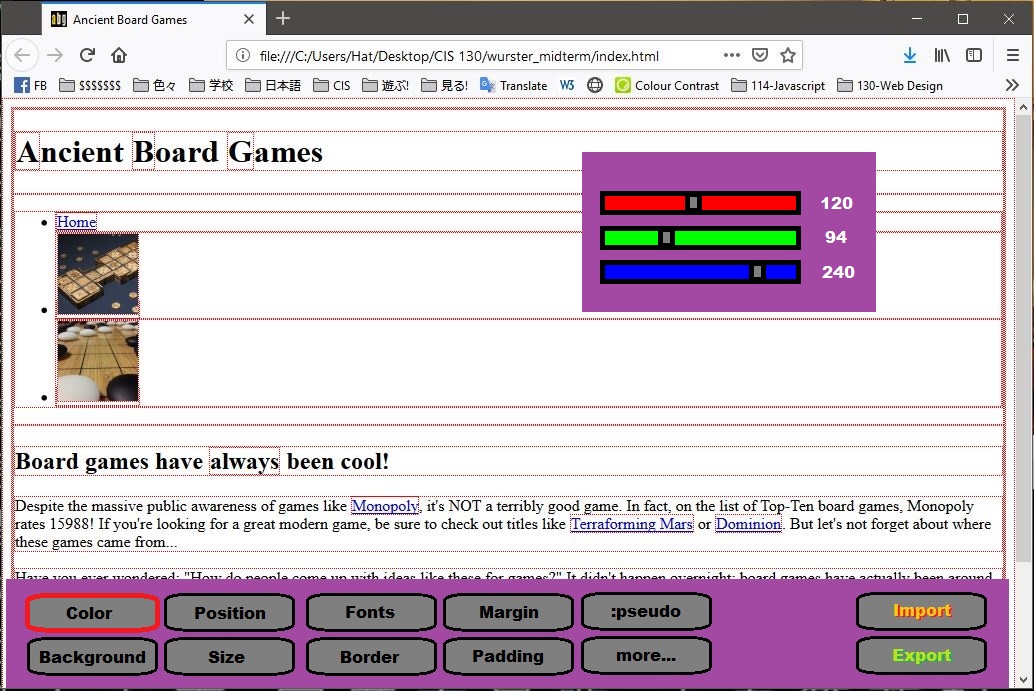 abg Ancient Board Games
file:///C:/Users/Hat/Desktop/CIS 130/wurster_midterm/index.html
FB $$$$$$$ 色々 学校 日本語 CIS 遊ぶ! 見る! Translate W3 Colour Contrast 114-Javascript 130-Web Design
Ancient Board Games
120
94
240
Home
Board games have always been cool!
Despite the massive public awareness of games like Monopoly, it's NOT a terribly good game. In fact, on the list of Top-Ten board games, Monopoly
rates 15988! If you're looking for a great modern game, be sure to check out titles like Terraforming Mars or Dominion. But let's not forget about where
these games came from...
Have you ever wondered: "How do people come up with ideas like these for games?" It didn't happen overnight; board games have actually been around
Color Position Fonts Margin :pseudo Import
Background Size Border Padding more... Export